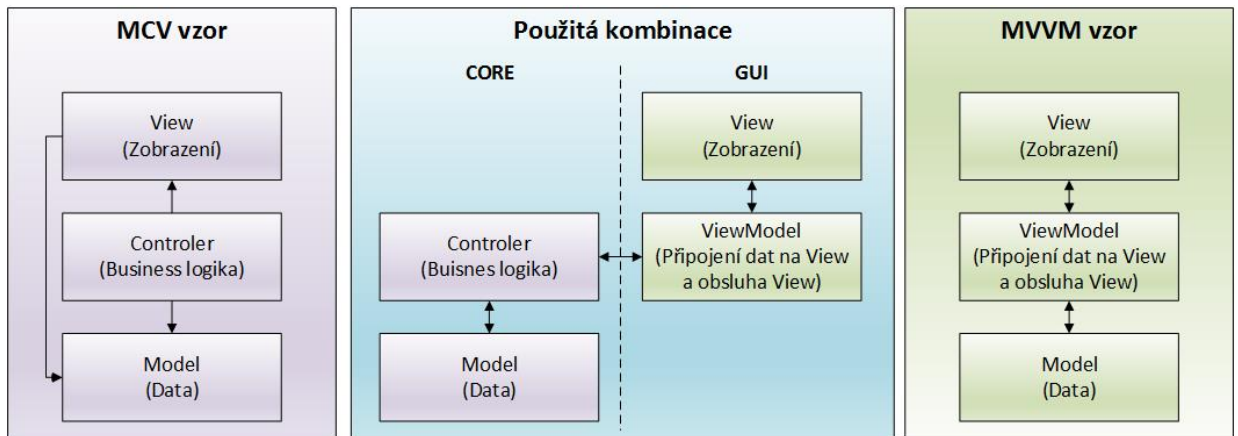 MCV vzor
View
(Zobrazení)
Controler
(Business logika)
Model
(Data)
Použitá kombinace
CORE
GUI
View
(Zobrazení)
Controler
(Buisnes logika)
ViewModel
(Připojení dat na View
a obsluha View)
Model
(Data)
MVVM vzor
View
(Zobrazení)
ViewModel
(Připojení dat na View
a obsluha View)
Model
(Data)